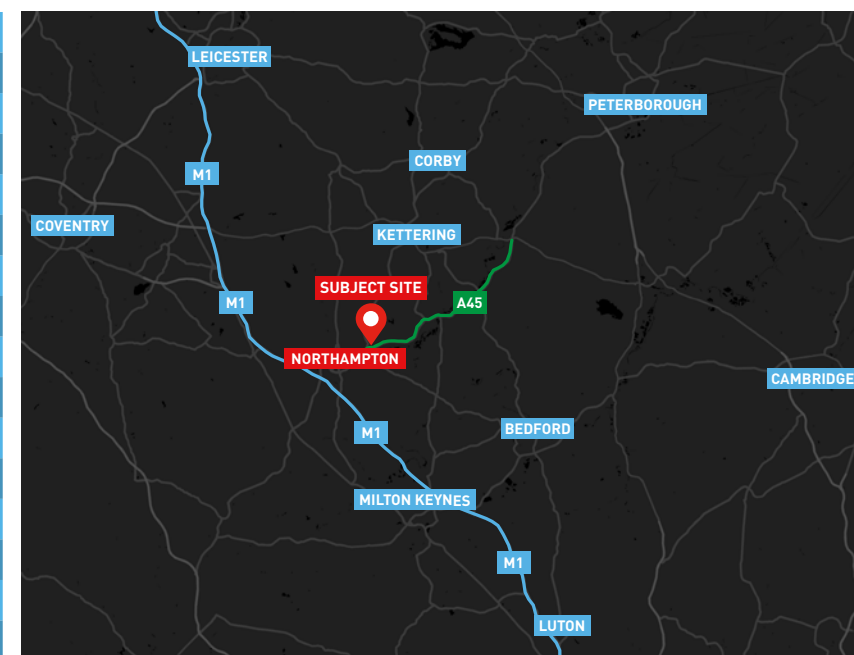 LEICESTER
PETERBOROUGH
CORBY
M1
COVENTRY
KETTERING
SUBJECT SITE
M1
A45
NORTHAMPTON
CAMBRIDGE
M1
BEDFORD
MILTON KEYNES
M1
LUTON